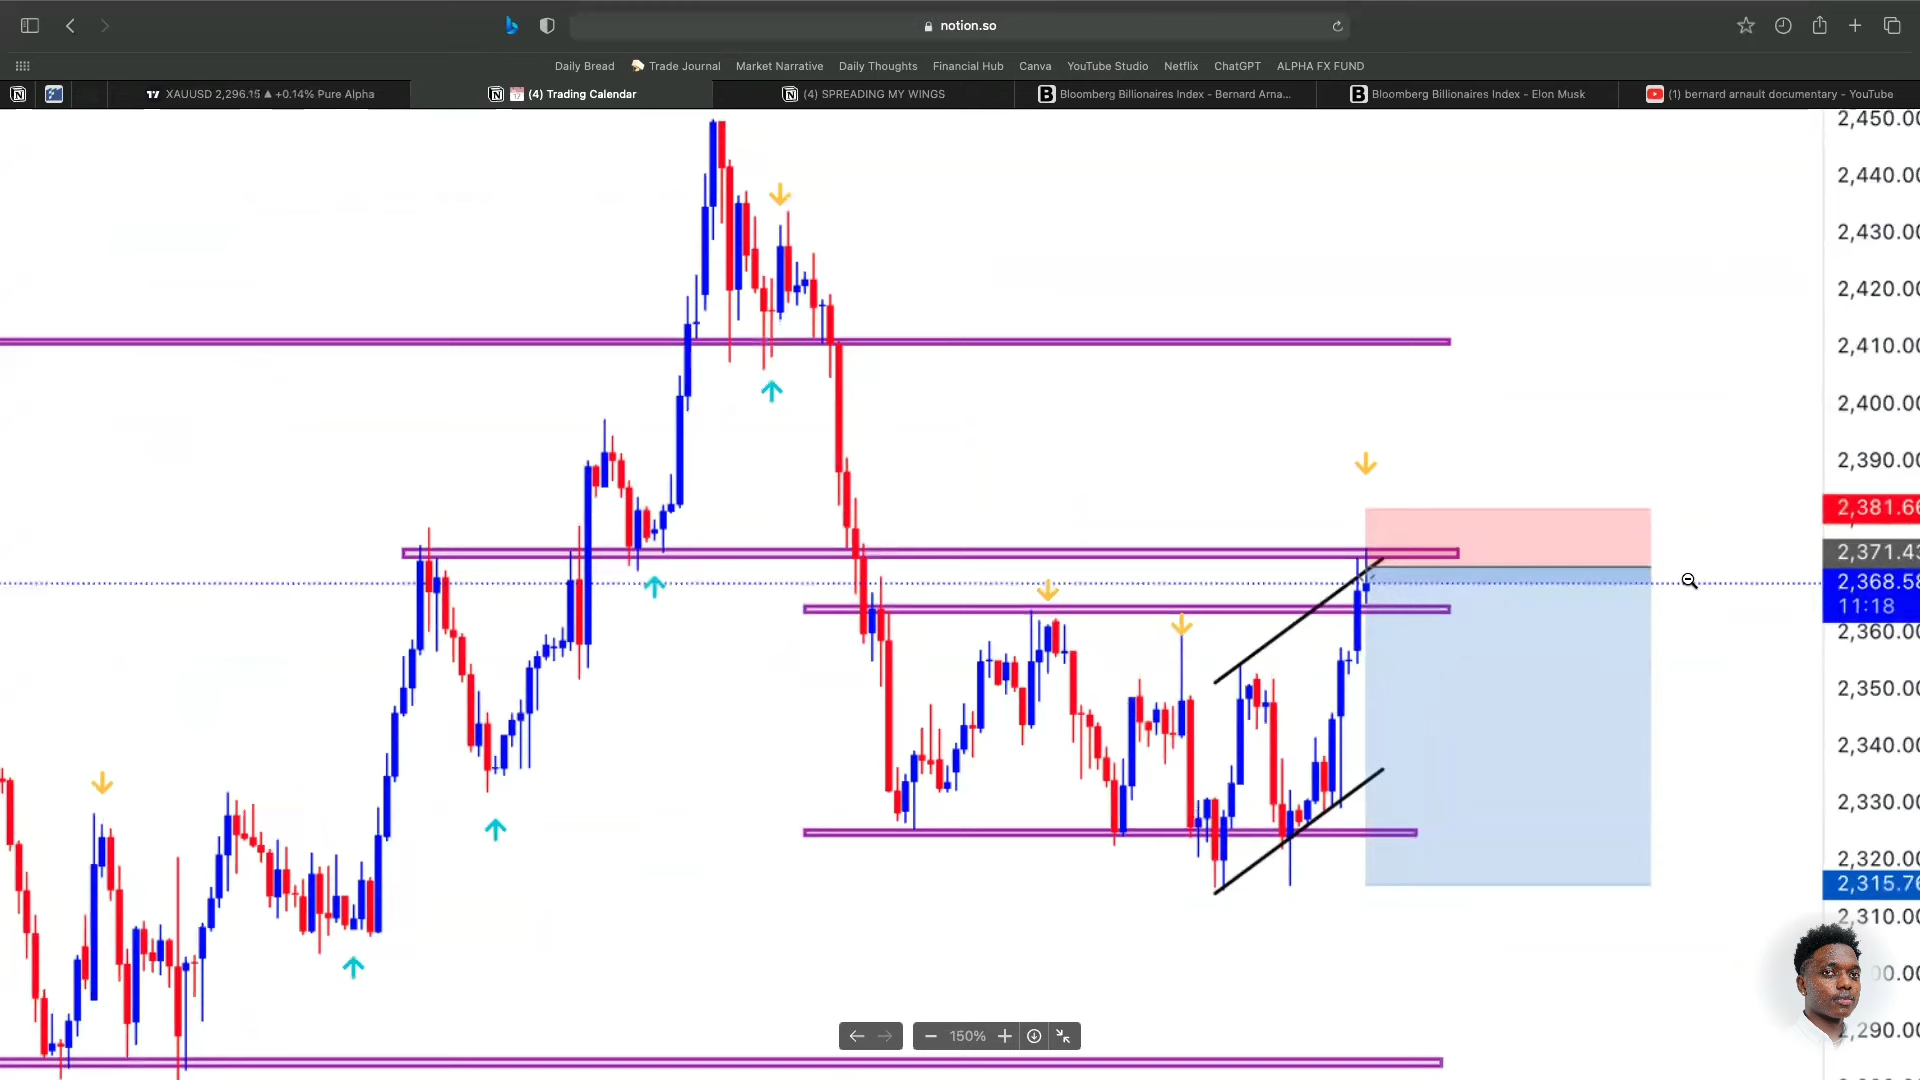 notion.so
Daily Bread
Trade Journal
Market Narrative
Daily Thoughts
Financial Hub
Canva
YouTube Studio
Netflix
ChatGPT
ALPHA FX FUND
XAUUSD 2,296.15 ▲ +0.14% Pure Alpha
(4) Trading Calendar
(4) SPREADING MY WINGS
Bloomberg Billionaires Index - Bernard Arna...
Bloomberg Billionaires Index - Elon Musk
(1) bernard arnault documentary - YouTube
2,450.00
2,440.00
2,430.00
2,420.00
2,410.00
2,400.00
2,390.00
2,381.66
2,371.43
2,368.58
11:18
2,360.00
2,350.00
2,340.00
2,330.00
2,320.00
2,315.76
2,310.00
2,290.00
150%